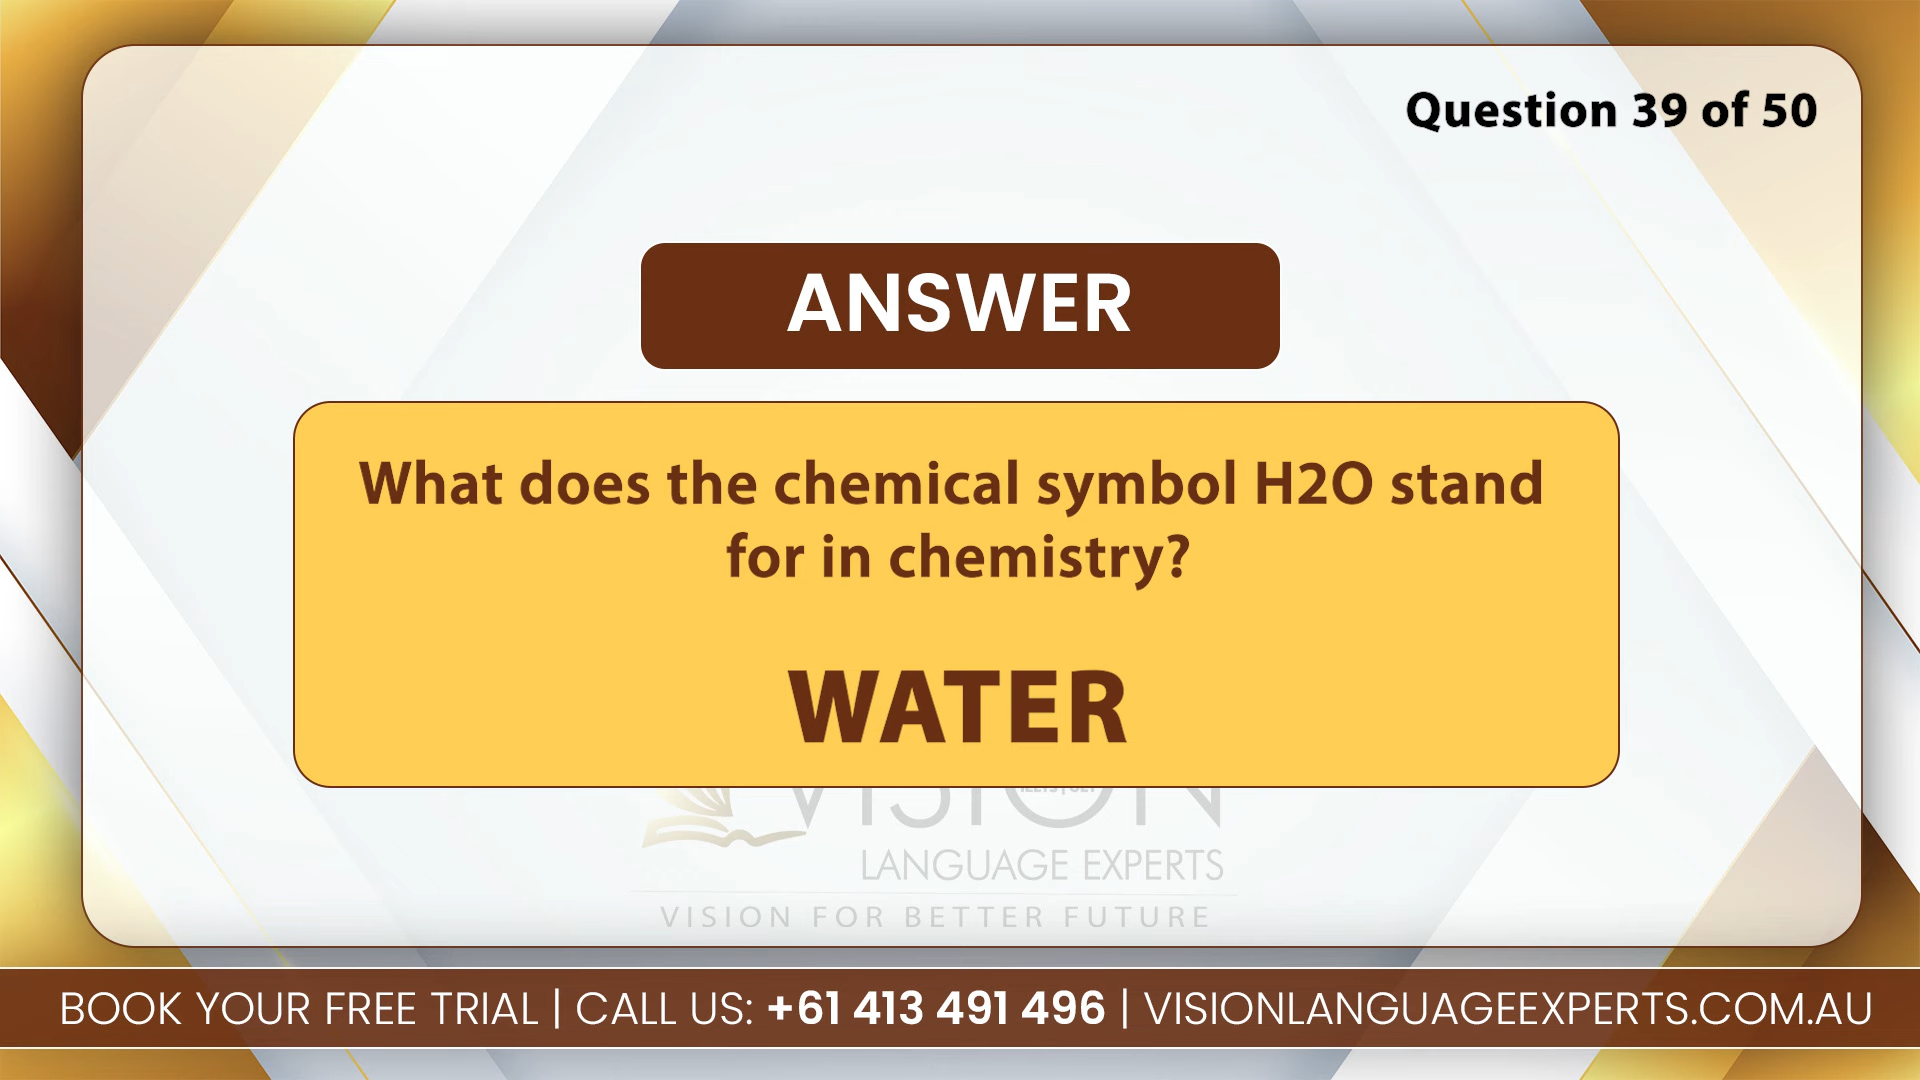 Question 39 of 50
ANSWER
What does the chemical symbol H2O stand
for in chemistry?
WATER
VISION
LANGUAGE EXPERTS
VISION FOR BETTER FUTURE
BOOK YOUR FREE TRIAL | CALL US: +61 413 491 496 | VISIONLANGUAGEEXPERTS.COM.AU